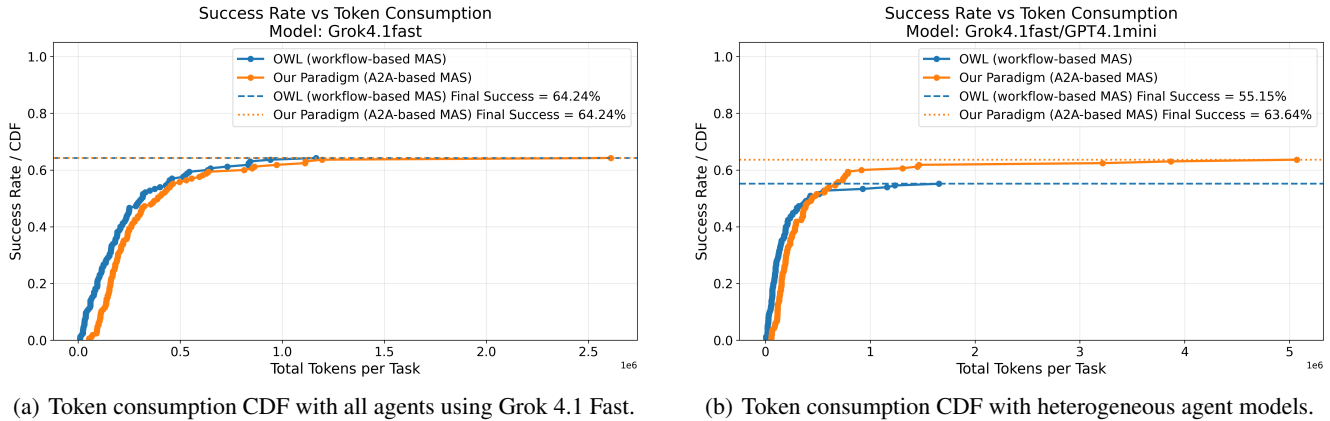 Success Rate vs Token Consumption
Model: Grok4.1fast
OWL (workflow-based MAS)
Our Paradigm (A2A-based MAS)
OWL (workflow-based MAS) Final Success = 64.24%
Our Paradigm (A2A-based MAS) Final Success = 64.24%
Success Rate / CDF
1.0
0.8
0.6
0.4
0.2
0.0
0.0 0.5 1.0 1.5 2.0 2.5
1e6
Total Tokens per Task
(a) Token consumption CDF with all agents using Grok 4.1 Fast.
Success Rate vs Token Consumption
Model: Grok4.1fast/GPT4.1mini
OWL (workflow-based MAS)
Our Paradigm (A2A-based MAS)
OWL (workflow-based MAS) Final Success = 55.15%
Our Paradigm (A2A-based MAS) Final Success = 63.64%
Success Rate / CDF
1.0
0.8
0.6
0.4
0.2
0.0
0 1 2 3 4 5
1e6
Total Tokens per Task
(b) Token consumption CDF with heterogeneous agent models.